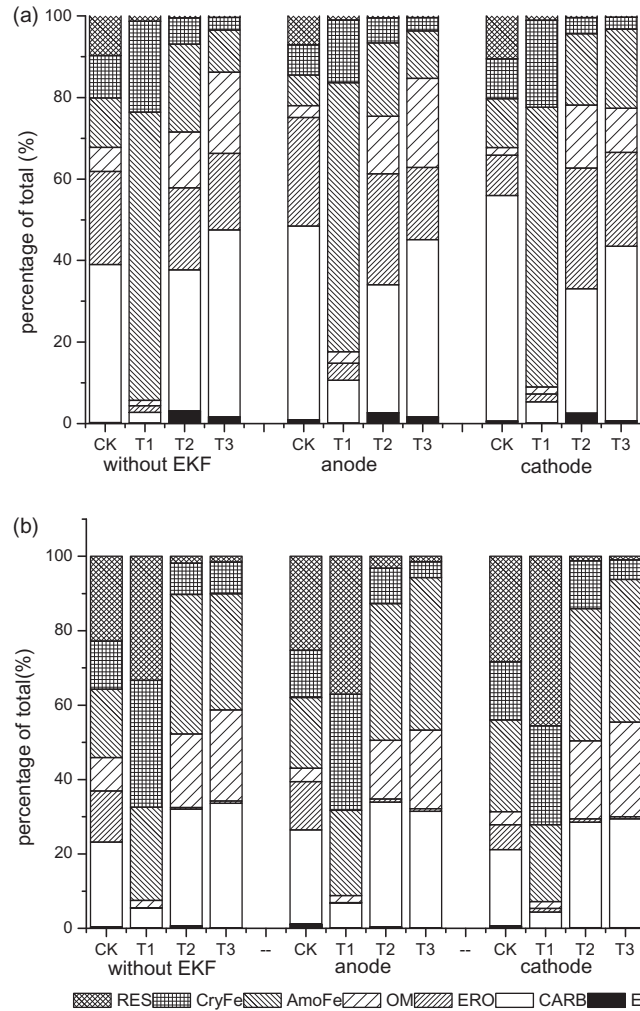 (a)
percentage of total (%)
100
80
60
40
20
0
CK T1 T2 T3 CK T1 T2 T3 CK T1 T2 T3
without EKF anode cathode
(b)
percentage of total(%)
100
80
60
40
20
0
CK T1 T2 T3 -- CK T1 T2 T3 -- CK T1 T2 T3
without EKF anode cathode
RES CryFe AmoFe OM ERO CARB E